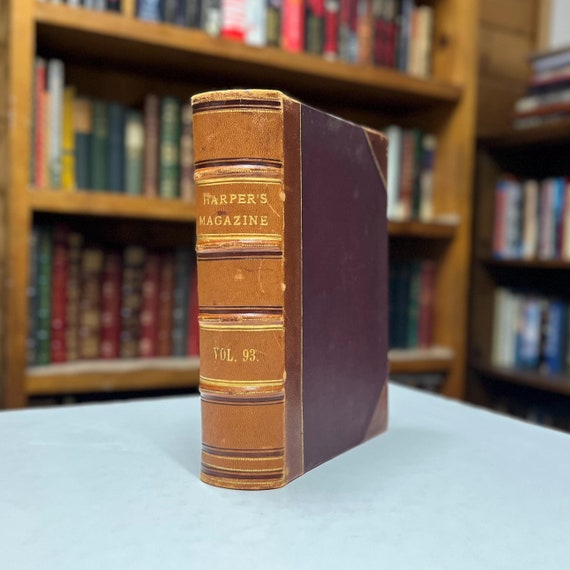 HARPER'S
MAGAZINE
VOL. 93.